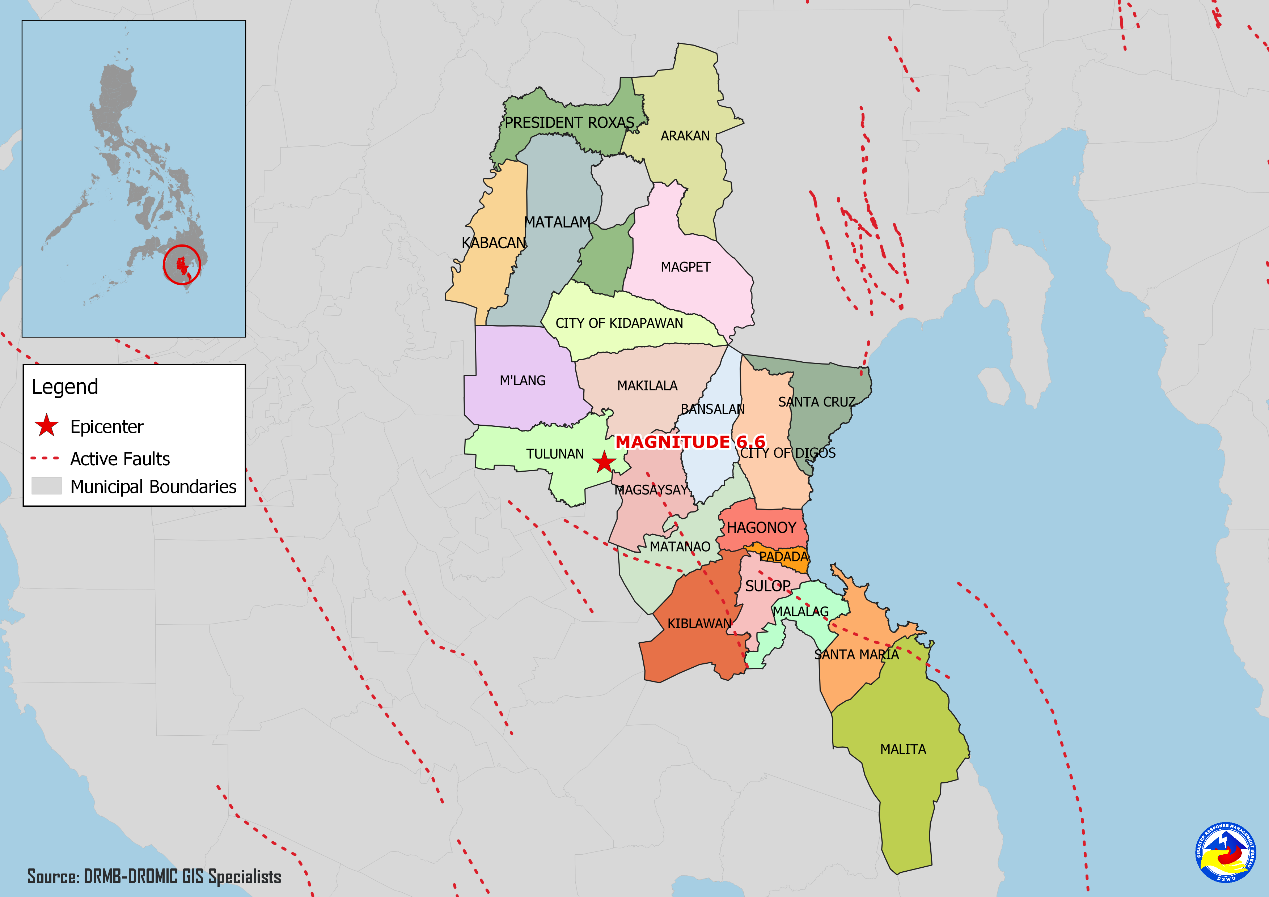 PRESIDENT ROXAS
ARAKAN
MATALAM
KABACAN
MAGPET
CITY OF KIDAPAWAN
M'LANG
MAKILALA
BANSALAN
SANTA CRUZ
MAGNITUDE 6.6
TULUNAN
CITY OF DIGOS
MAGSAYSAY
HAGONOY
MATANAO
PADADA
SULOP
MALALAG
KIBLAWAN
SANTA MARIA
MALITA
Legend
Epicenter
Active Faults
Municipal Boundaries
Source: DRMB-DROMIC GIS Specialists